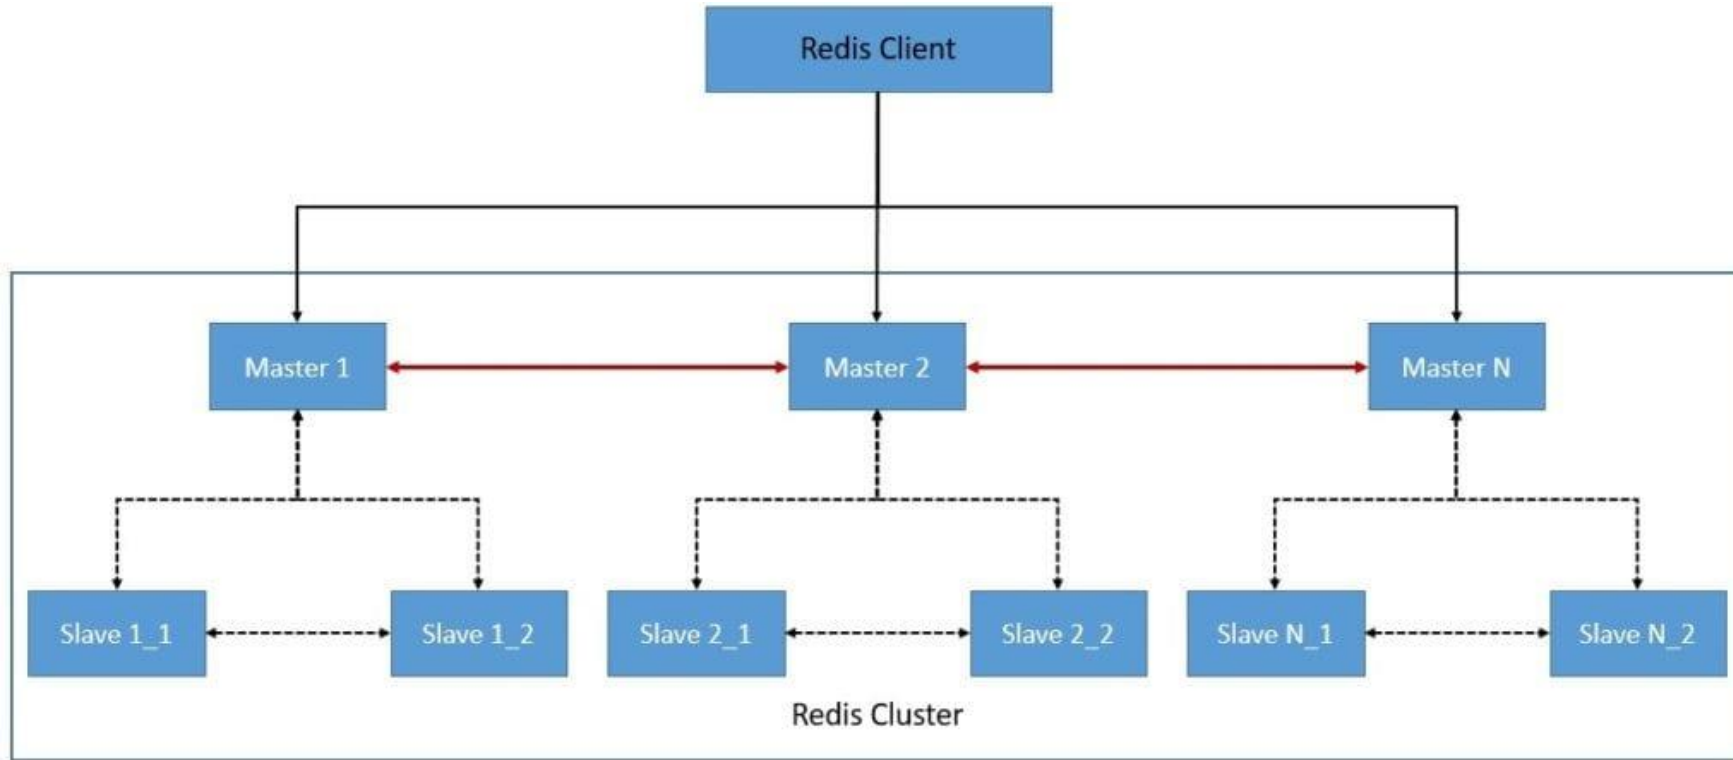 Redis Client
Master 1
Master 2
Master N
Slave 1_1
Slave 1_2
Slave 2_1
Slave 2_2
Slave N_1
Slave N_2
Redis Cluster